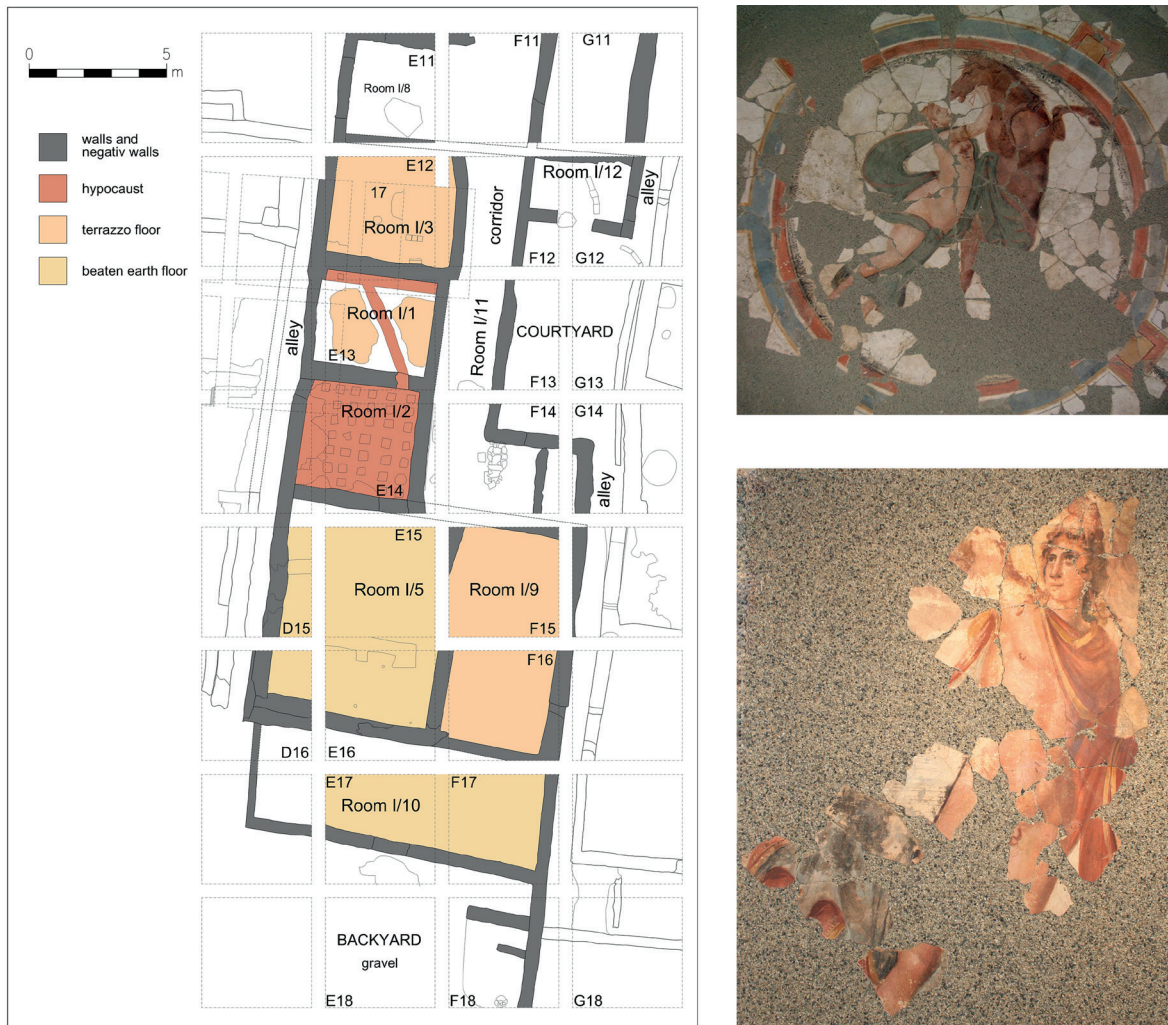 0 5
m
walls and
negativ walls
hypocaust
terrazzo floor
beaten earth floor
E11
F11
G11
Room I/8
E12
Room I/12
alley
17
corridor
Room I/3
F12
G12
Room I/1
Room I/11
COURTYARD
alley
E13
F13
G13
Room I/2
F14
G14
E14
alley
E15
Room I/5
Room I/9
D15
F15
F16
D16
E16
E17
F17
Room I/10
BACKYARD
gravel
E18
F18
G18